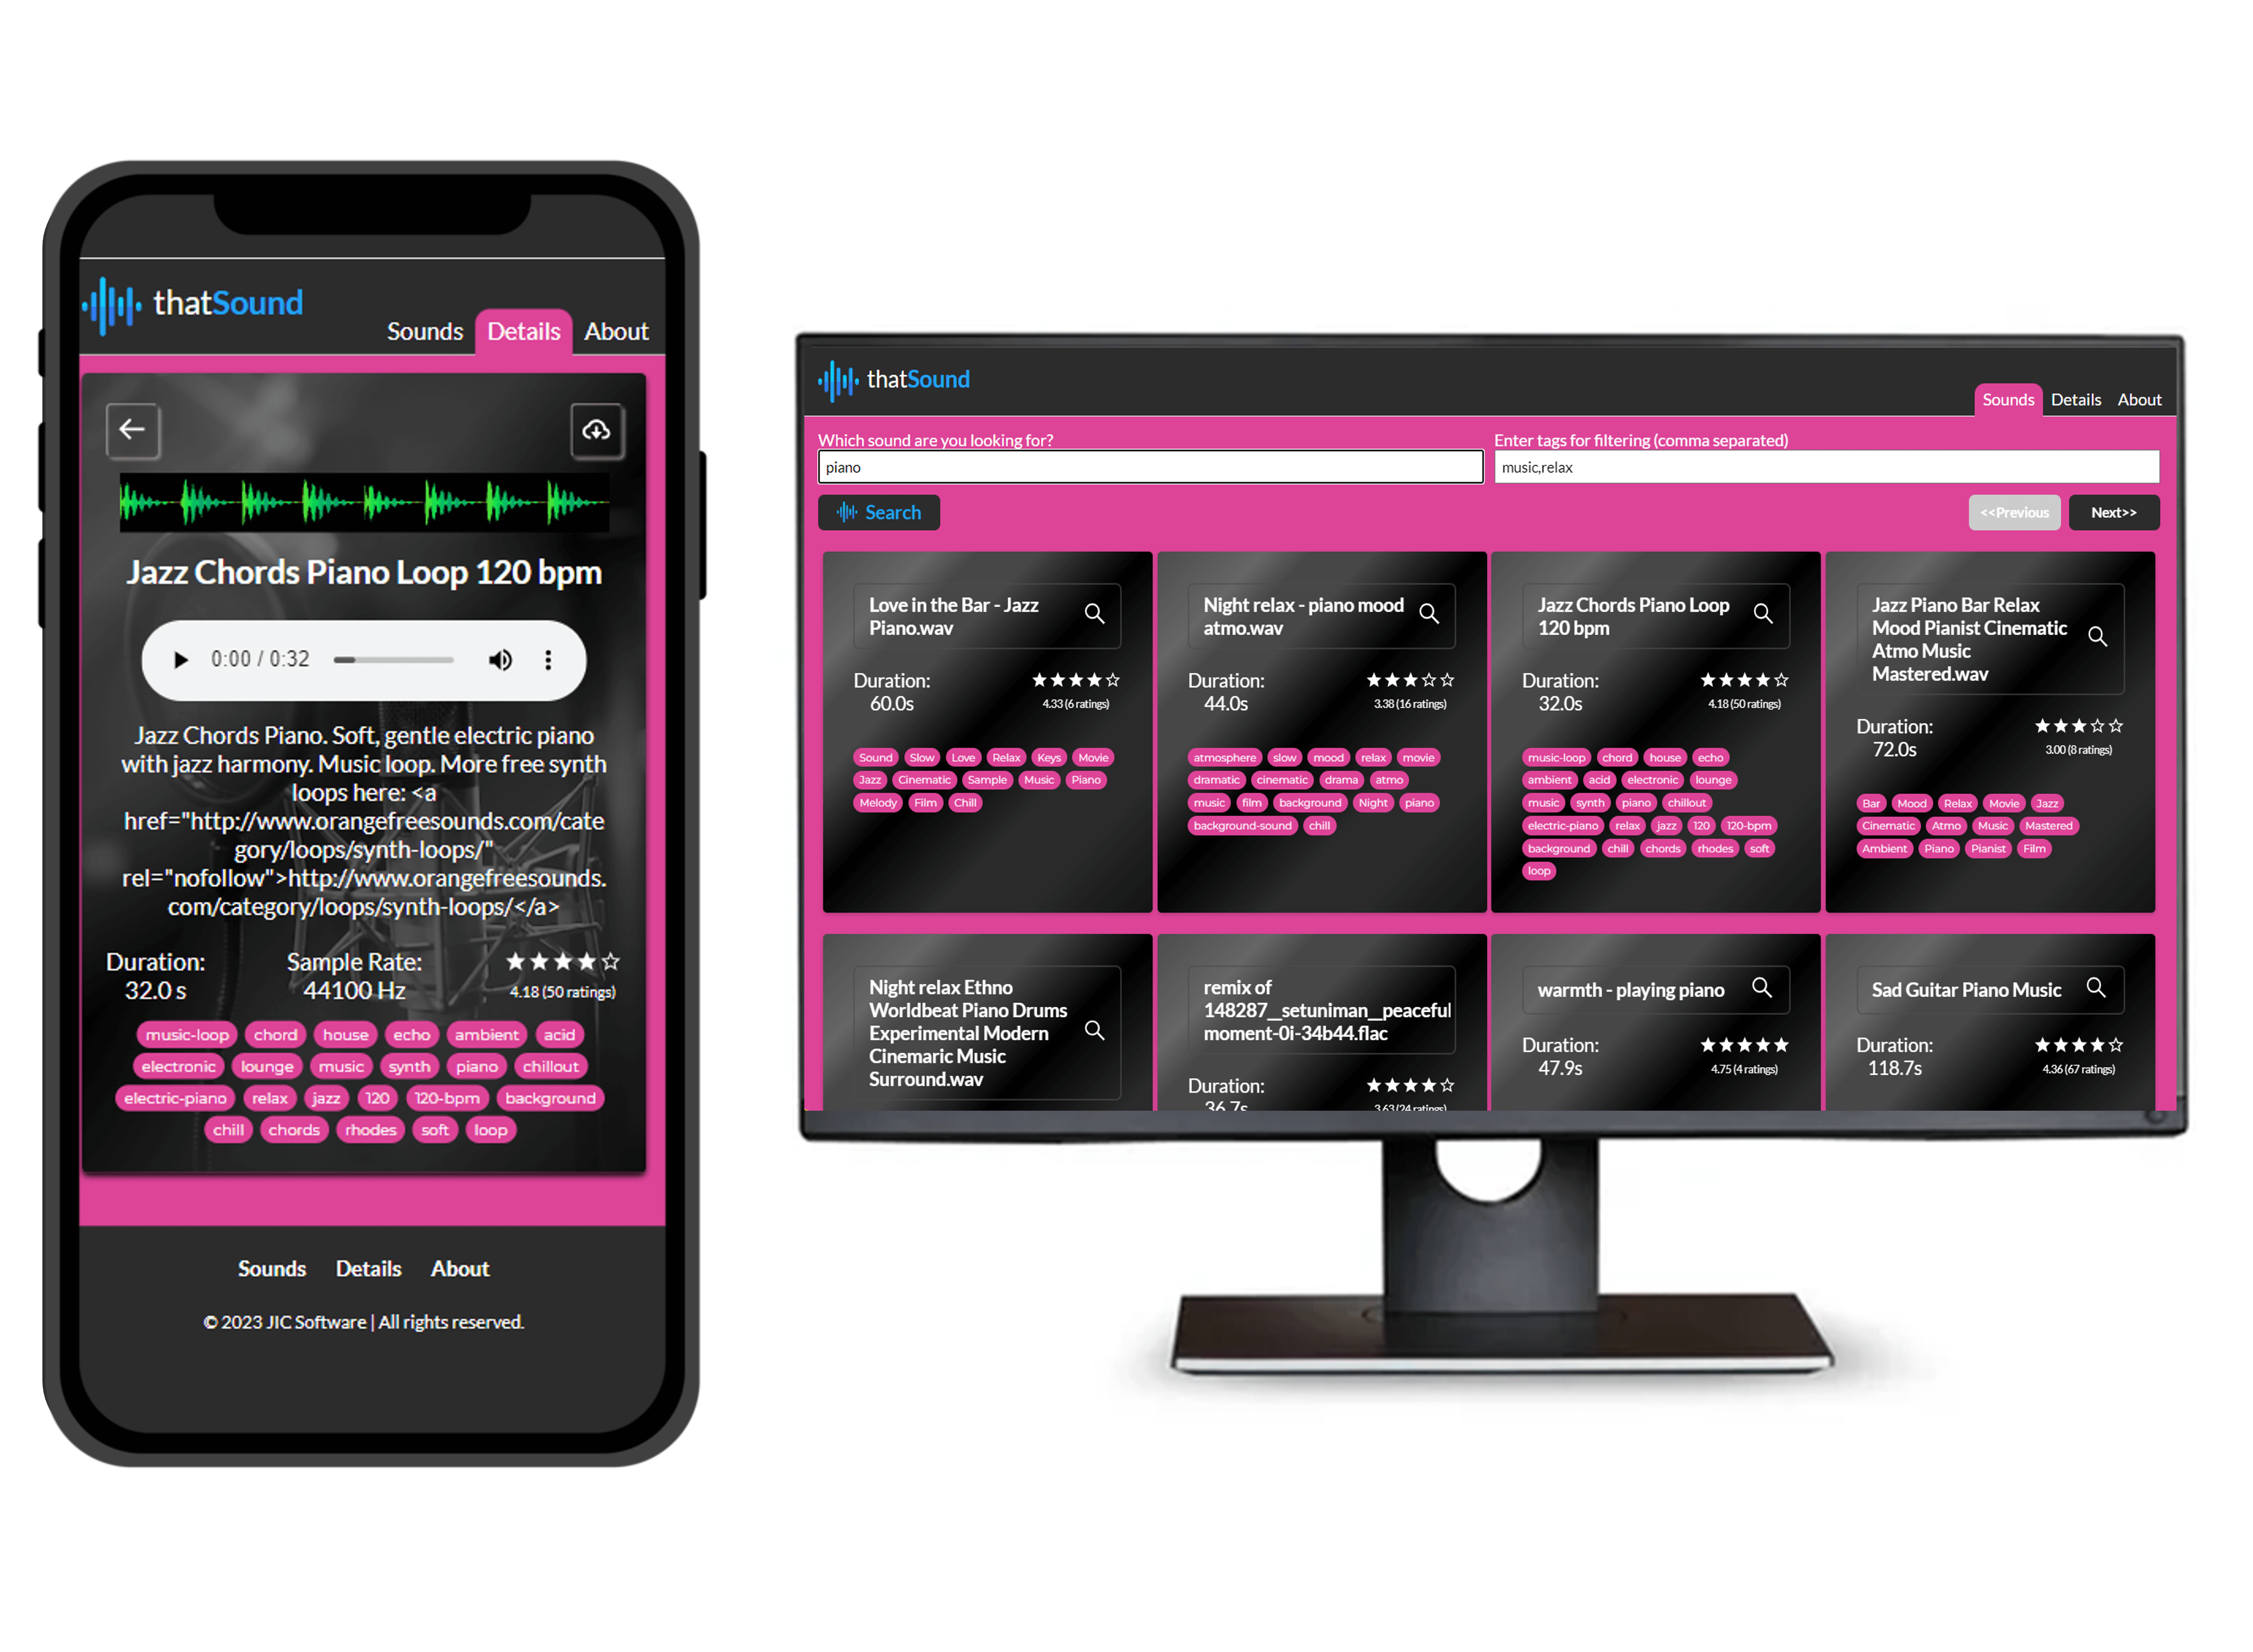 thatSound
Sounds Details About
Jazz Chords Piano Loop 120 bpm
0:00 / 0:32
Jazz Chords Piano. Soft, gentle electric piano
with jazz harmony. Music loop. More free synth
loops here: <a
href="http://www.orangefreesounds.com/cate
gory/loops/synth-loops/"
rel="nofollow">http://www.orangefreesounds.
com/category/loops/synth-loops/</a>
Duration: Sample Rate:
32.0 s 44100 Hz 4.18 (50 ratings)
music-loop chord house echo ambient acid
electronic lounge music synth piano chillout
electric-piano relax jazz 120 120-bpm background
chill chords rhodes soft loop
Sounds Details About
© 2023 JIC Software | All rights reserved.
thatSound
Sounds Details About
Which sound are you looking for? Enter tags for filtering (comma separated)
piano music,relax
Search <<Previous Next>>
Love in the Bar - Jazz
Piano.wav
Duration:
60.0s 4.33 (6 ratings)
Sound Slow Love Relax Keys Movie
Jazz Cinematic Sample Music Piano
Melody Film Chill
Night relax - piano mood
atmo.wav
Duration:
44.0s 3.38 (16 ratings)
atmosphere slow mood relax movie
dramatic cinematic drama atmo
music film background Night piano
background-sound chill
Jazz Chords Piano Loop
120 bpm
Duration:
32.0s 4.18 (50 ratings)
music-loop chord house echo
ambient acid electronic lounge
music synth piano chillout
electric-piano relax jazz 120 120-bpm
background chill chords rhodes soft
loop
Jazz Piano Bar Relax
Mood Pianist Cinematic
Atmo Music
Mastered.wav
Duration:
72.0s 3.00 (8 ratings)
Bar Mood Relax Movie Jazz
Cinematic Atmo Music Mastered
Ambient Piano Pianist Film
Night relax Ethno
Worldbeat Piano Drums
Experimental Modern
Cinemaric Music
Surround.wav
remix of
148287__setuniman__peaceful
moment-0i-34b44.flac
Duration:
36.7s 3.63 (24 ratings)
warmth - playing piano
Duration:
47.9s 4.75 (4 ratings)
Sad Guitar Piano Music
Duration:
118.7s 4.36 (67 ratings)